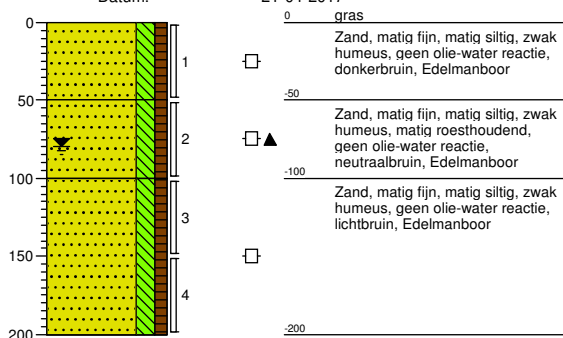 0
gras
0
Zand, matig fijn, matig siltig, zwak
humeus, geen olie-water reactie,
donkerbruin, Edelmanboor
1
50
-50
Zand, matig fijn, matig siltig, zwak
humeus, matig roesthoudend,
geen olie-water reactie,
neutraalbruin, Edelmanboor
2
100
-100
Zand, matig fijn, matig siltig, zwak
humeus, geen olie-water reactie,
lichtbruin, Edelmanboor
3
150
4
200
-200